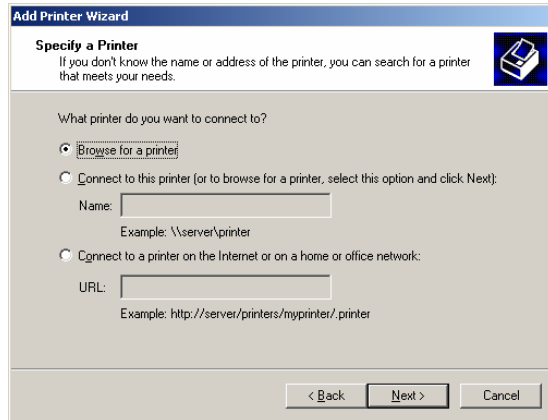 Add Printer Wizard
Specify a Printer
If you don't know the name or address of the printer, you can search for a printer
that meets your needs.
What printer do you want to connect to?
Browse for a printer
Connect to this printer (or to browse for a printer, select this option and click Next):
Name:
Example: \\server\printer
Connect to a printer on the Internet or on a home or office network:
URL:
Example: http://server/printers/myprinter/.printer
< Back Next > Cancel